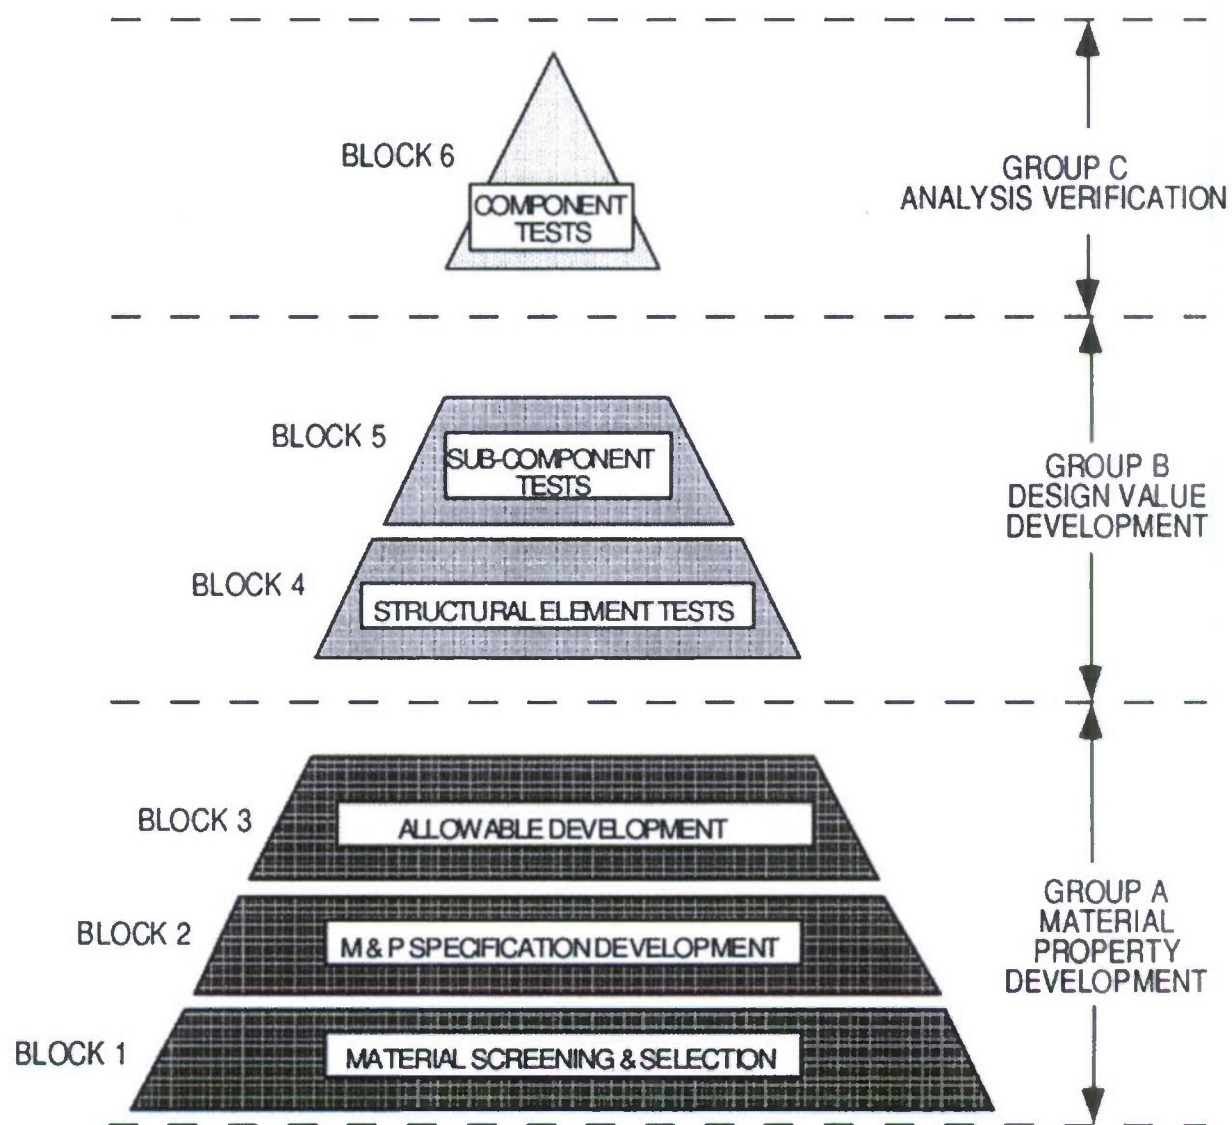 BLOCK 6
COMPONENT
TESTS
GROUP C
ANALYSIS VERIFICATION
BLOCK 5
SUB-COMPONENT
TESTS
GROUP B
DESIGN VALUE
DEVELOPMENT
BLOCK 4
STRUCTURAL ELEMENT TESTS
BLOCK 3
ALLOWABLE DEVELOPMENT
BLOCK 2
M & P SPECIFICATION DEVELOPMENT
GROUP A
MATERIAL
PROPERTY
DEVELOPMENT
BLOCK 1
MATERIAL SCREENING & SELECTION